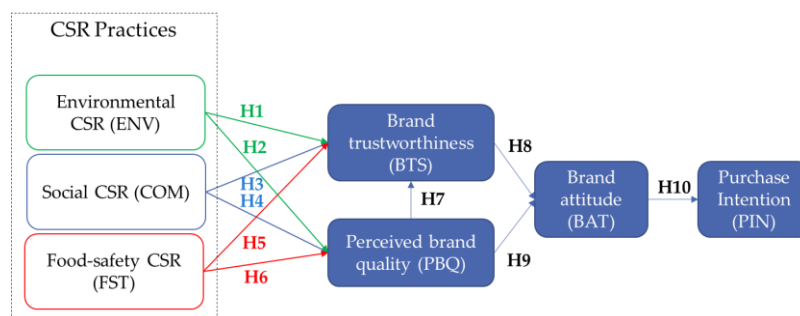 CSR Practices
Environmental
CSR (ENV)
Social CSR (COM)
Food-safety CSR
(FST)
H1
H2
H3
H4
H5
H6
Brand
trustworthiness
(BTS)
H7
Perceived brand
quality (PBQ)
H8
H9
Brand
attitude
(BAT)
H10
Purchase
Intention
(PIN)